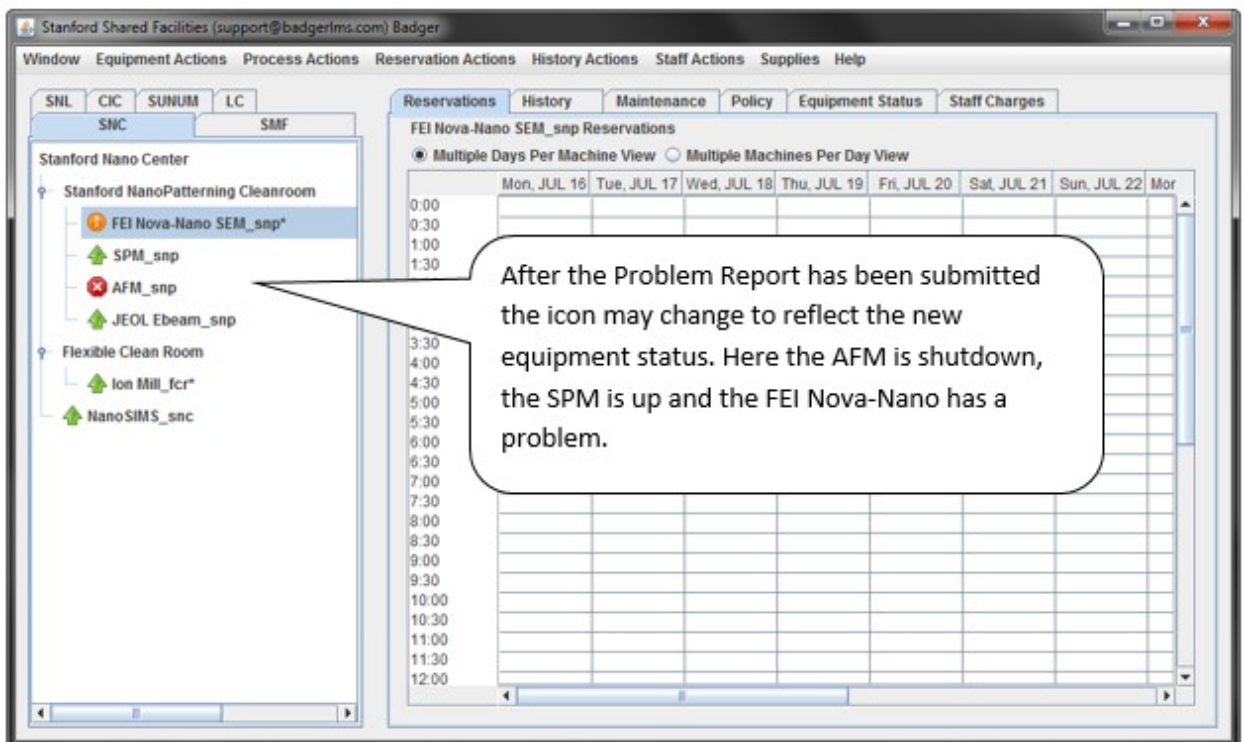 Stanford Shared Facilities (support@badgerlms.com) Badger
Window Equipment Actions Process Actions Reservation Actions History Actions Staff Actions Supplies Help
SNL CIC SUNUM LC
SNC SMF
Stanford Nano Center
Stanford NanoPatterning Cleanroom
FEI Nova-Nano SEM_snp*
SPM_snp
AFM_snp
JEOL Ebeam_snp
Flexible Clean Room
Ion Mill_fcr*
NanoSIMS_snc
Reservations History Maintenance Policy Equipment Status Staff Charges
FEI Nova-Nano SEM_snp Reservations
Multiple Days Per Machine View Multiple Machines Per Day View
Mon, JUL 16 Tue, JUL 17 Wed, JUL 18 Thu, JUL 19 Fri, JUL 20 Sat, JUL 21 Sun, JUL 22 Mor
0:00
0:30
1:00
1:30
3:30
4:00
4:30
5:00
5:30
6:00
6:30
7:00
7:30
8:00
8:30
9:00
9:30
10:00
10:30
11:00
11:30
12:00
After the Problem Report has been submitted
the icon may change to reflect the new
equipment status. Here the AFM is shutdown,
the SPM is up and the FEI Nova-Nano has a
problem.